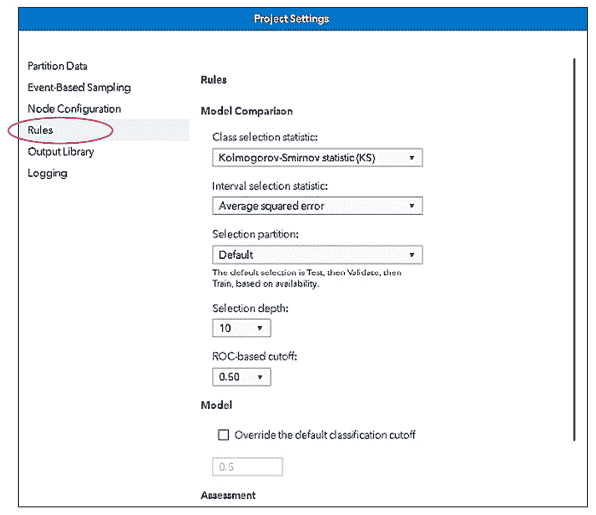 Project Settings
Partition Data
Event-Based Sampling
Node Configuration
Rules
Output Library
Logging
Rules
Model Comparison
Class selection statistic:
Kolmogorov-Smirnov statistic (KS)
Interval selection statistic:
Average squared error
Selection partition:
Default
The default selection is Test, then Validate, then
Train, based on availability.
Selection depth:
10
ROC-based cutoff:
0.50
Model
Override the default classification cutoff
0.5
Assessment